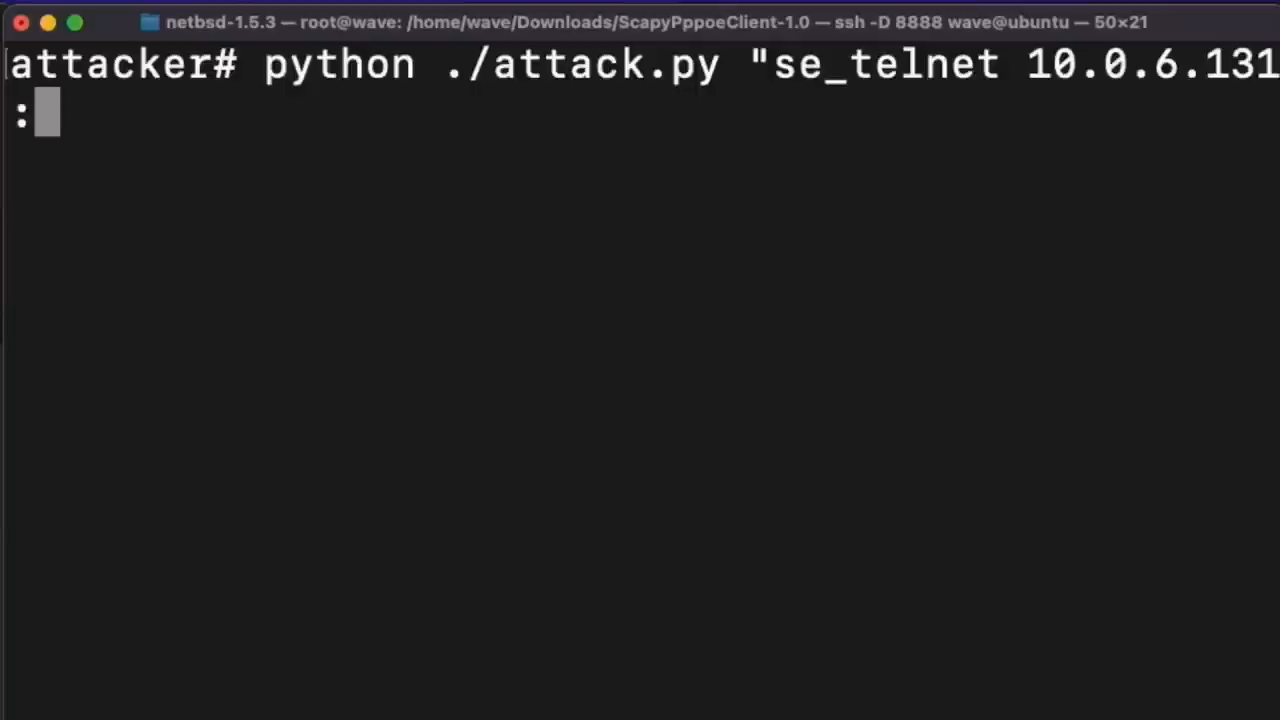 netbsd-1.5.3 — root@wave: /home/wave/Downloads/ScapyPppoeClient-1.0 — ssh -D 8888 wave@ubuntu — 50×21
[attacker# python ./attack.py "se_telnet 10.0.6.131
: